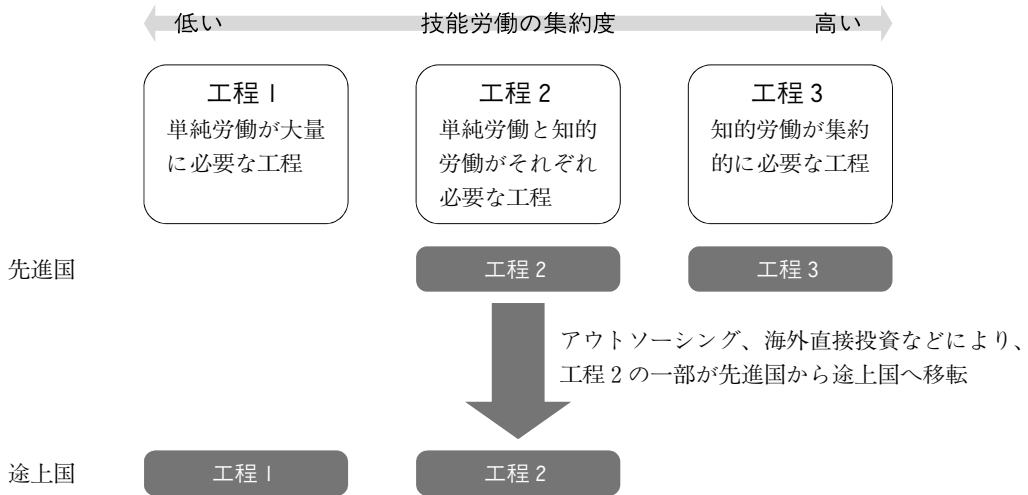 低い 技能労働の集約度 高い
工程 1
単純労働が大量
に必要な工程
工程 2
単純労働と知的
労働がそれぞれ
必要な工程
工程 3
知的労働が集約
的に必要な工程
先進国 工程 2 工程 3
アウトソーシング、海外直接投資などにより、
工程 2 の一部が先進国から途上国へ移転
途上国 工程 1 工程 2